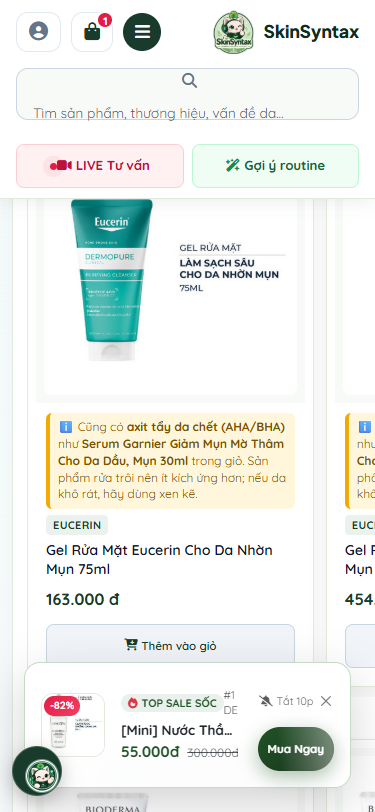 1
SkinSyntax
SkinSyntax
Tìm sản phẩm, thương hiệu, vấn đề da...
LIVE Tư vấn
Gợi ý routine
Eucerin
DERMOPURE
GEL RỬA MẶT
LÀM SẠCH SÂU
CHO DA NHỜN MỤN
75ML
Cũng có axit tẩy da chết (AHA/BHA)
như Serum Garnier Giảm Mụn Mờ Thâm
Cho Da Dầu, Mụn 30ml trong giỏ. Sản
phẩm rửa trôi nên ít kích ứng hơn; nếu da
khô rát, hãy dùng xen kẽ.
EUCERIN
Gel Rửa Mặt Eucerin Cho Da Nhờn
Mụn 75ml
163.000 đ
454.
Thêm vào giỏ
-82%
TOP SALE SỐC
#1
DE
Tắt 10p
[Mini] Nước Thầ...
55.000đ 300.000đ
Mua Ngay
BIODERMA